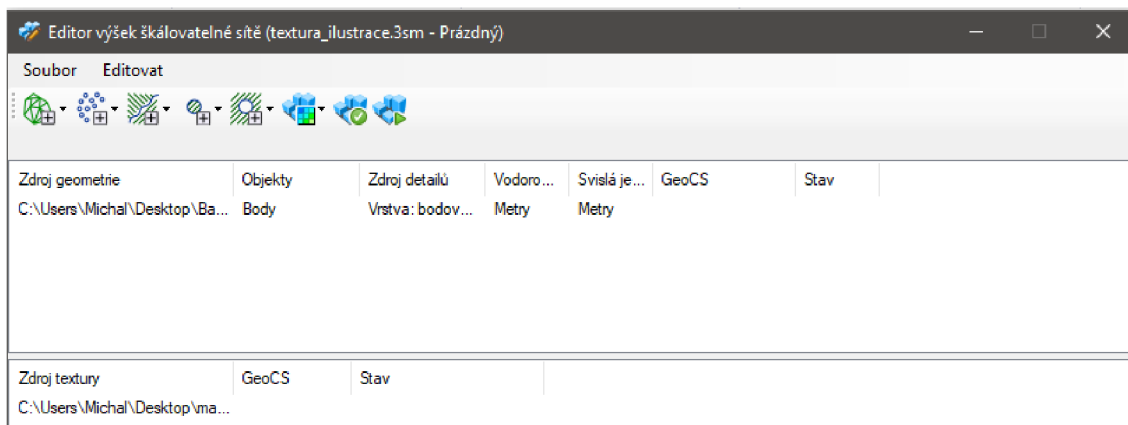 Editor výšek škálovatelné sítě (textura_ilustrace.3sm - Prázdný)
Soubor Editovat
Zdroj geometrie Objekty Zdroj detailů Vodoro... Svislá je... GeoCS Stav
C:\Users\Michal\Desktop\Ba... Body Vrstva: bodov... Metry Metry
Zdroj textury GeoCS Stav
C:\Users\Michal\Desktop\ma...